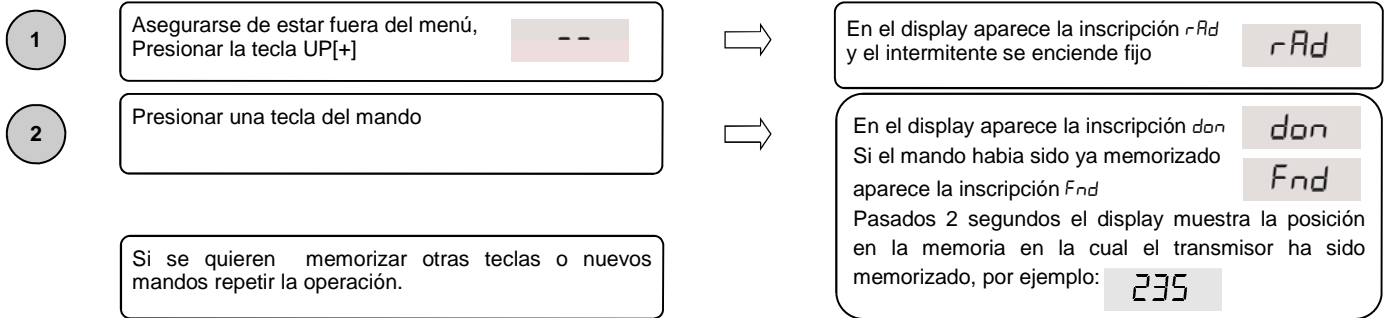 1
Asegurarse de estar fuera del menú,
Presionar la tecla UP[+]
--
En el display aparece la inscripción rAd
y el intermitente se enciende fijo
rAd
2
Presionar una tecla del mando
En el display aparece la inscripción don
don
Si el mando habia sido ya memorizado
aparece la inscripción Fnd
Fnd
Pasados 2 segundos el display muestra la posición
en la memoria en la cual el transmisor ha sido
memorizado, por ejemplo: 235
Si se quieren memorizar otras teclas o nuevos
mandos repetir la operación.